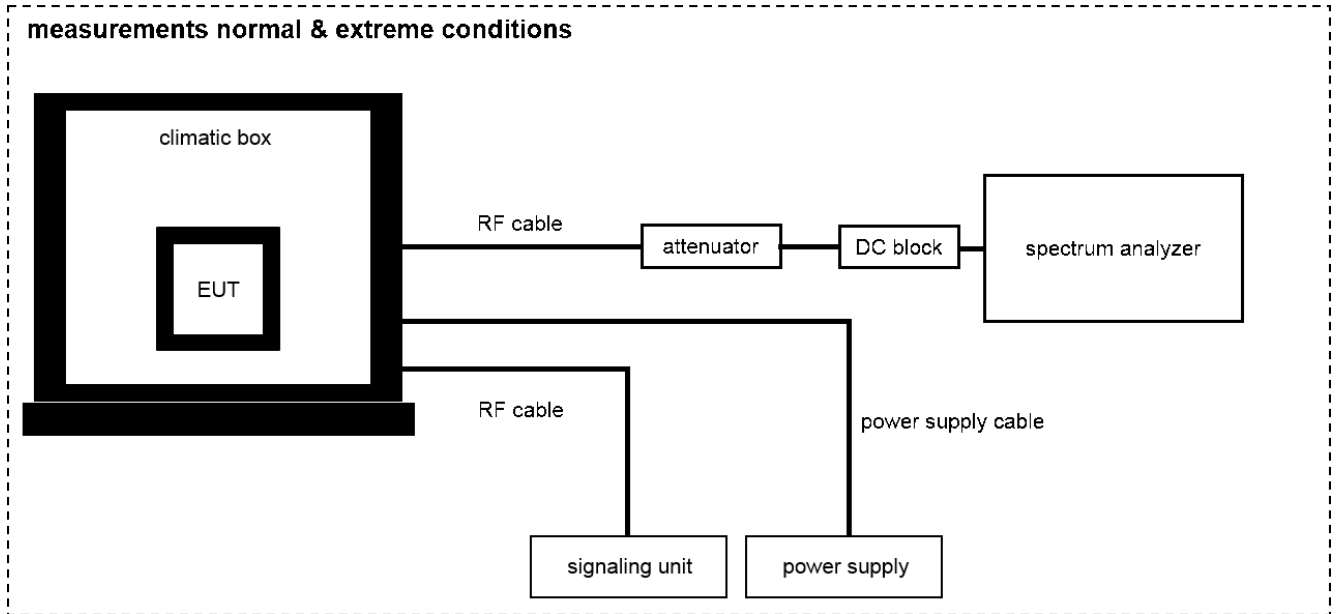 measurements normal & extreme conditions
climatic box
EUT
RF cable
attenuator
DC block
spectrum analyzer
RF cable
power supply cable
signaling unit
power supply